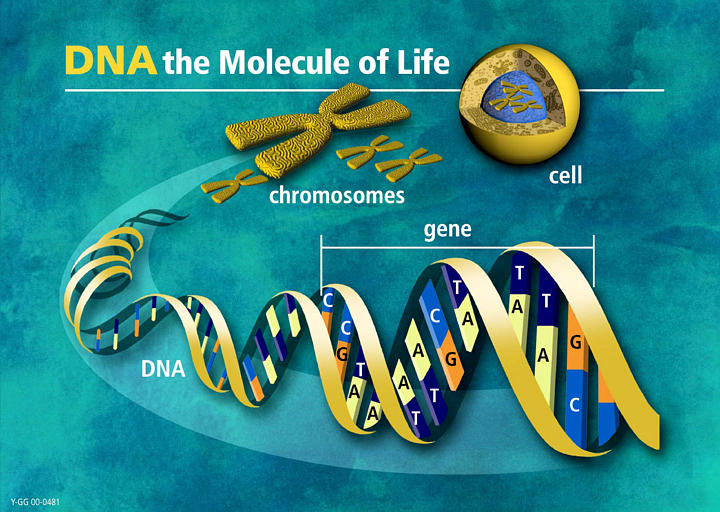 DNA the Molecule of Life
cell
chromosomes
gene
DNA
C
C
G
T
A
A
A
A
T
T
C
G
T
A
T
A
T
A
G
C
Y-GG 00-0481